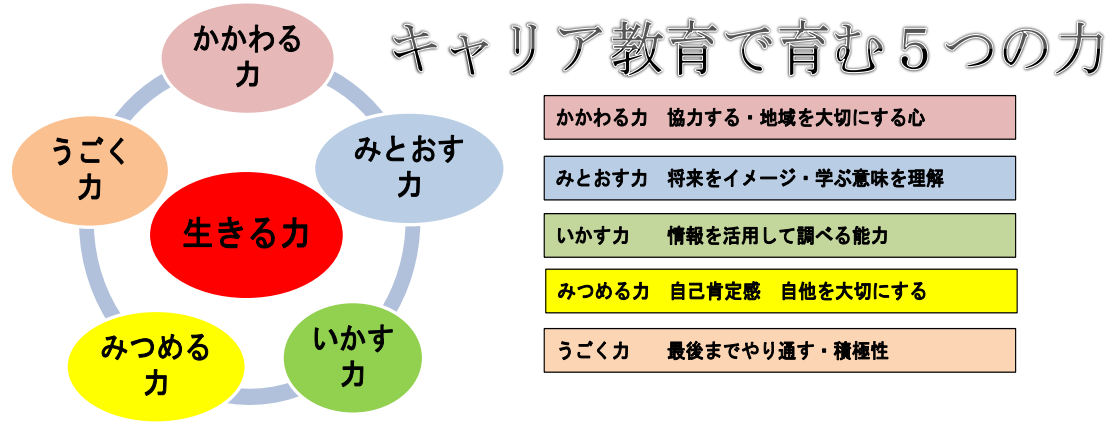 キャリア教育で育む５つの力
かかわる
力
みとおす
力
いかす
力
みつめる
力
うごく
力
生きる力
かかわる力　協力する・地域を大切にする心
みとおす力　将来をイメージ・学ぶ意味を理解
いかす力　　情報を活用して調べる能力
みつめる力　自己肯定感　自他を大切にする
うごく力　　最後までやり通す・積極性